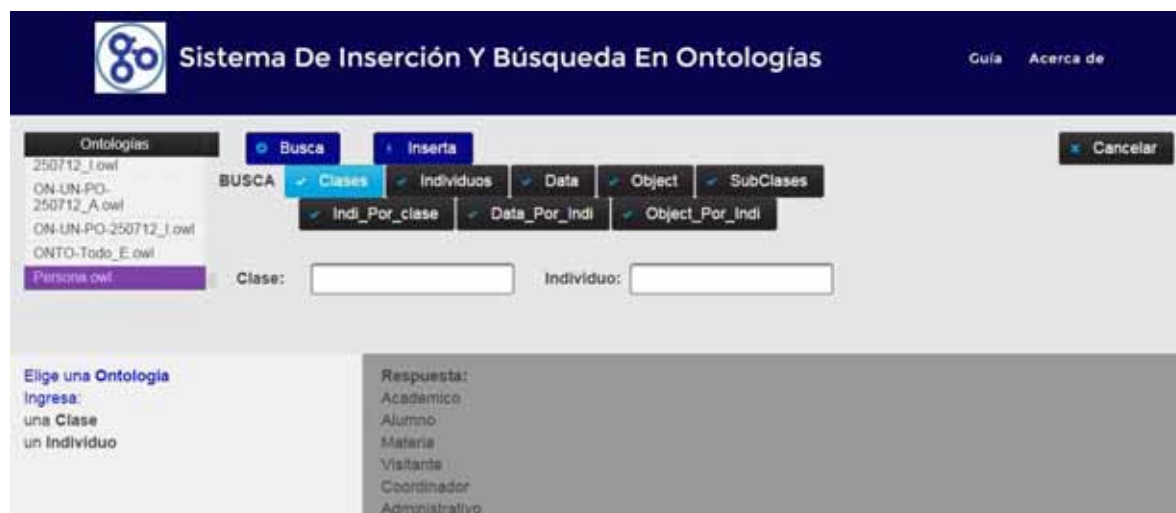 go
Sistema De Inserción Y Búsqueda En Ontologías
Guía Acerca de
Ontologías
250712_I.owl
ON-UN-PO-
250712_A.owl
ON-UN-PO-250712_I.owl
ONTO-Todo_E.owl
Persona.owl
Busca Inserta Cancelar
BUSCA Clases Individuos Data Object SubClases
Indi_Por_clase Data_Por_Indi Object_Por_Indi
Clase: Individuo:
Elige una Ontologia
Ingresa:
una Clase
un Individuo
Respuesta:
Academico
Alumno
Materia
Visitante
Coordinador
Administrativo